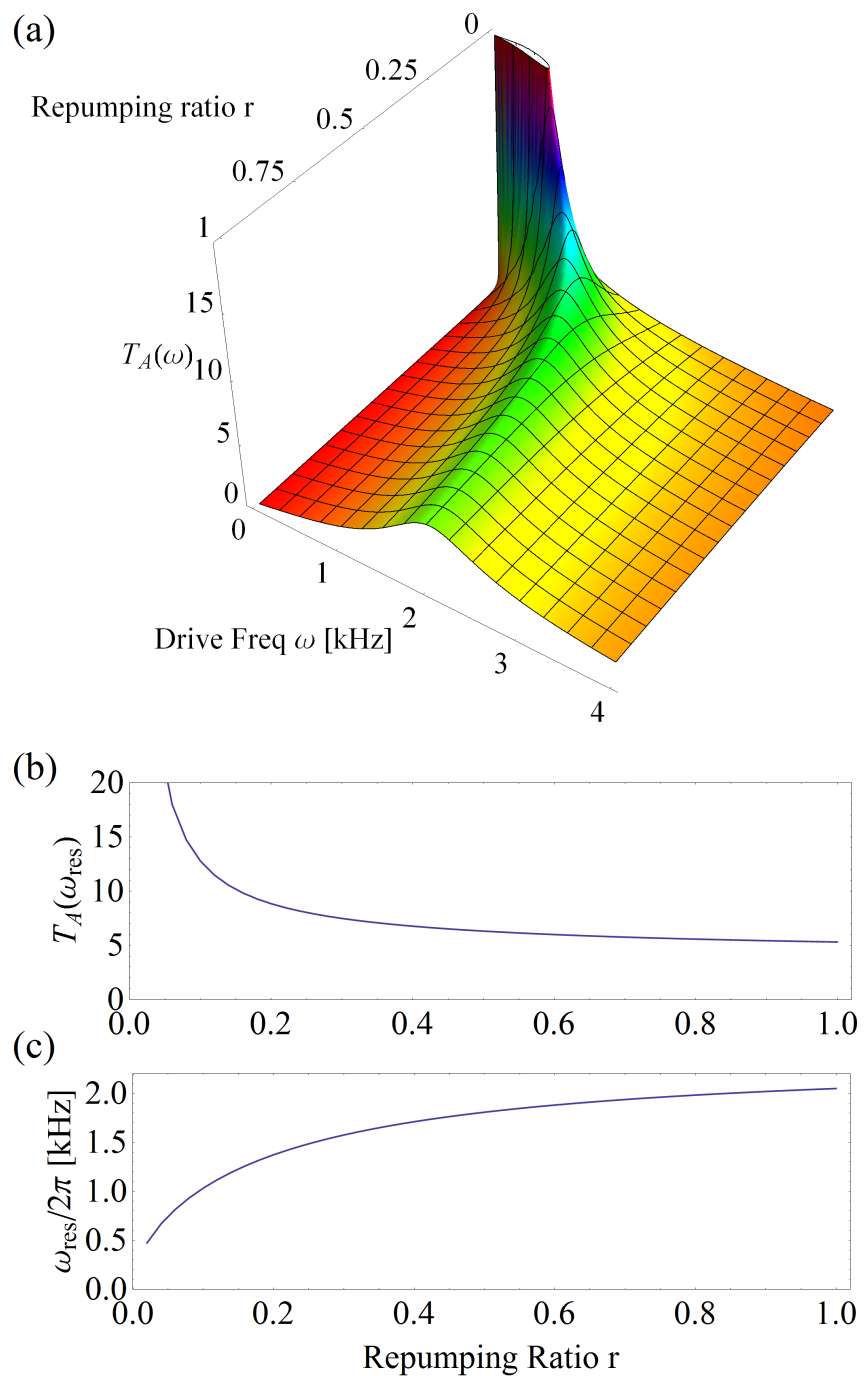 (a)
0
0.25
Repumping ratio r
0.5
0.75
1
15
T_A(ω)
10
5
0
0
1
2
3
4
Drive Freq ω [kHz]
(b)
T_A(ω_res)
20
15
10
5
0
0.0 0.2 0.4 0.6 0.8 1.0
(c)
ω_res/2π [kHz]
2.0
1.5
1.0
0.5
0.0
0.0 0.2 0.4 0.6 0.8 1.0
Repumping Ratio r